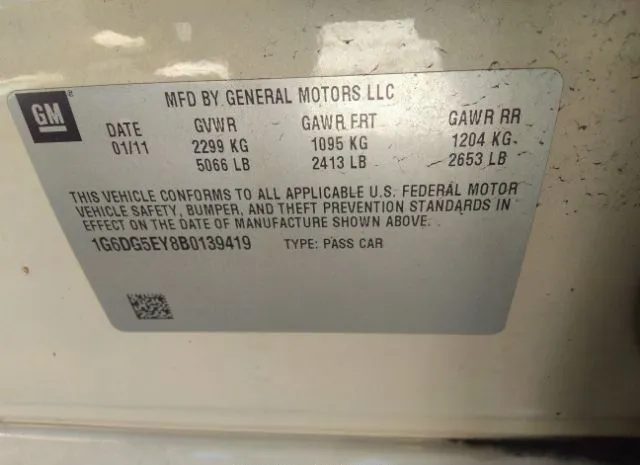 GM
®
MFD BY GENERAL MOTORS LLC
DATE GVWR GAWR FRT GAWR RR
01/11 2299 KG 1095 KG 1204 KG
5066 LB 2413 LB 2653 LB
THIS VEHICLE CONFORMS TO ALL APPLICABLE U.S. FEDERAL MOTOR
VEHICLE SAFETY, BUMPER, AND THEFT PREVENTION STANDARDS IN
EFFECT ON THE DATE OF MANUFACTURE SHOWN ABOVE.
1G6DG5EY8B0139419 TYPE: PASS CAR